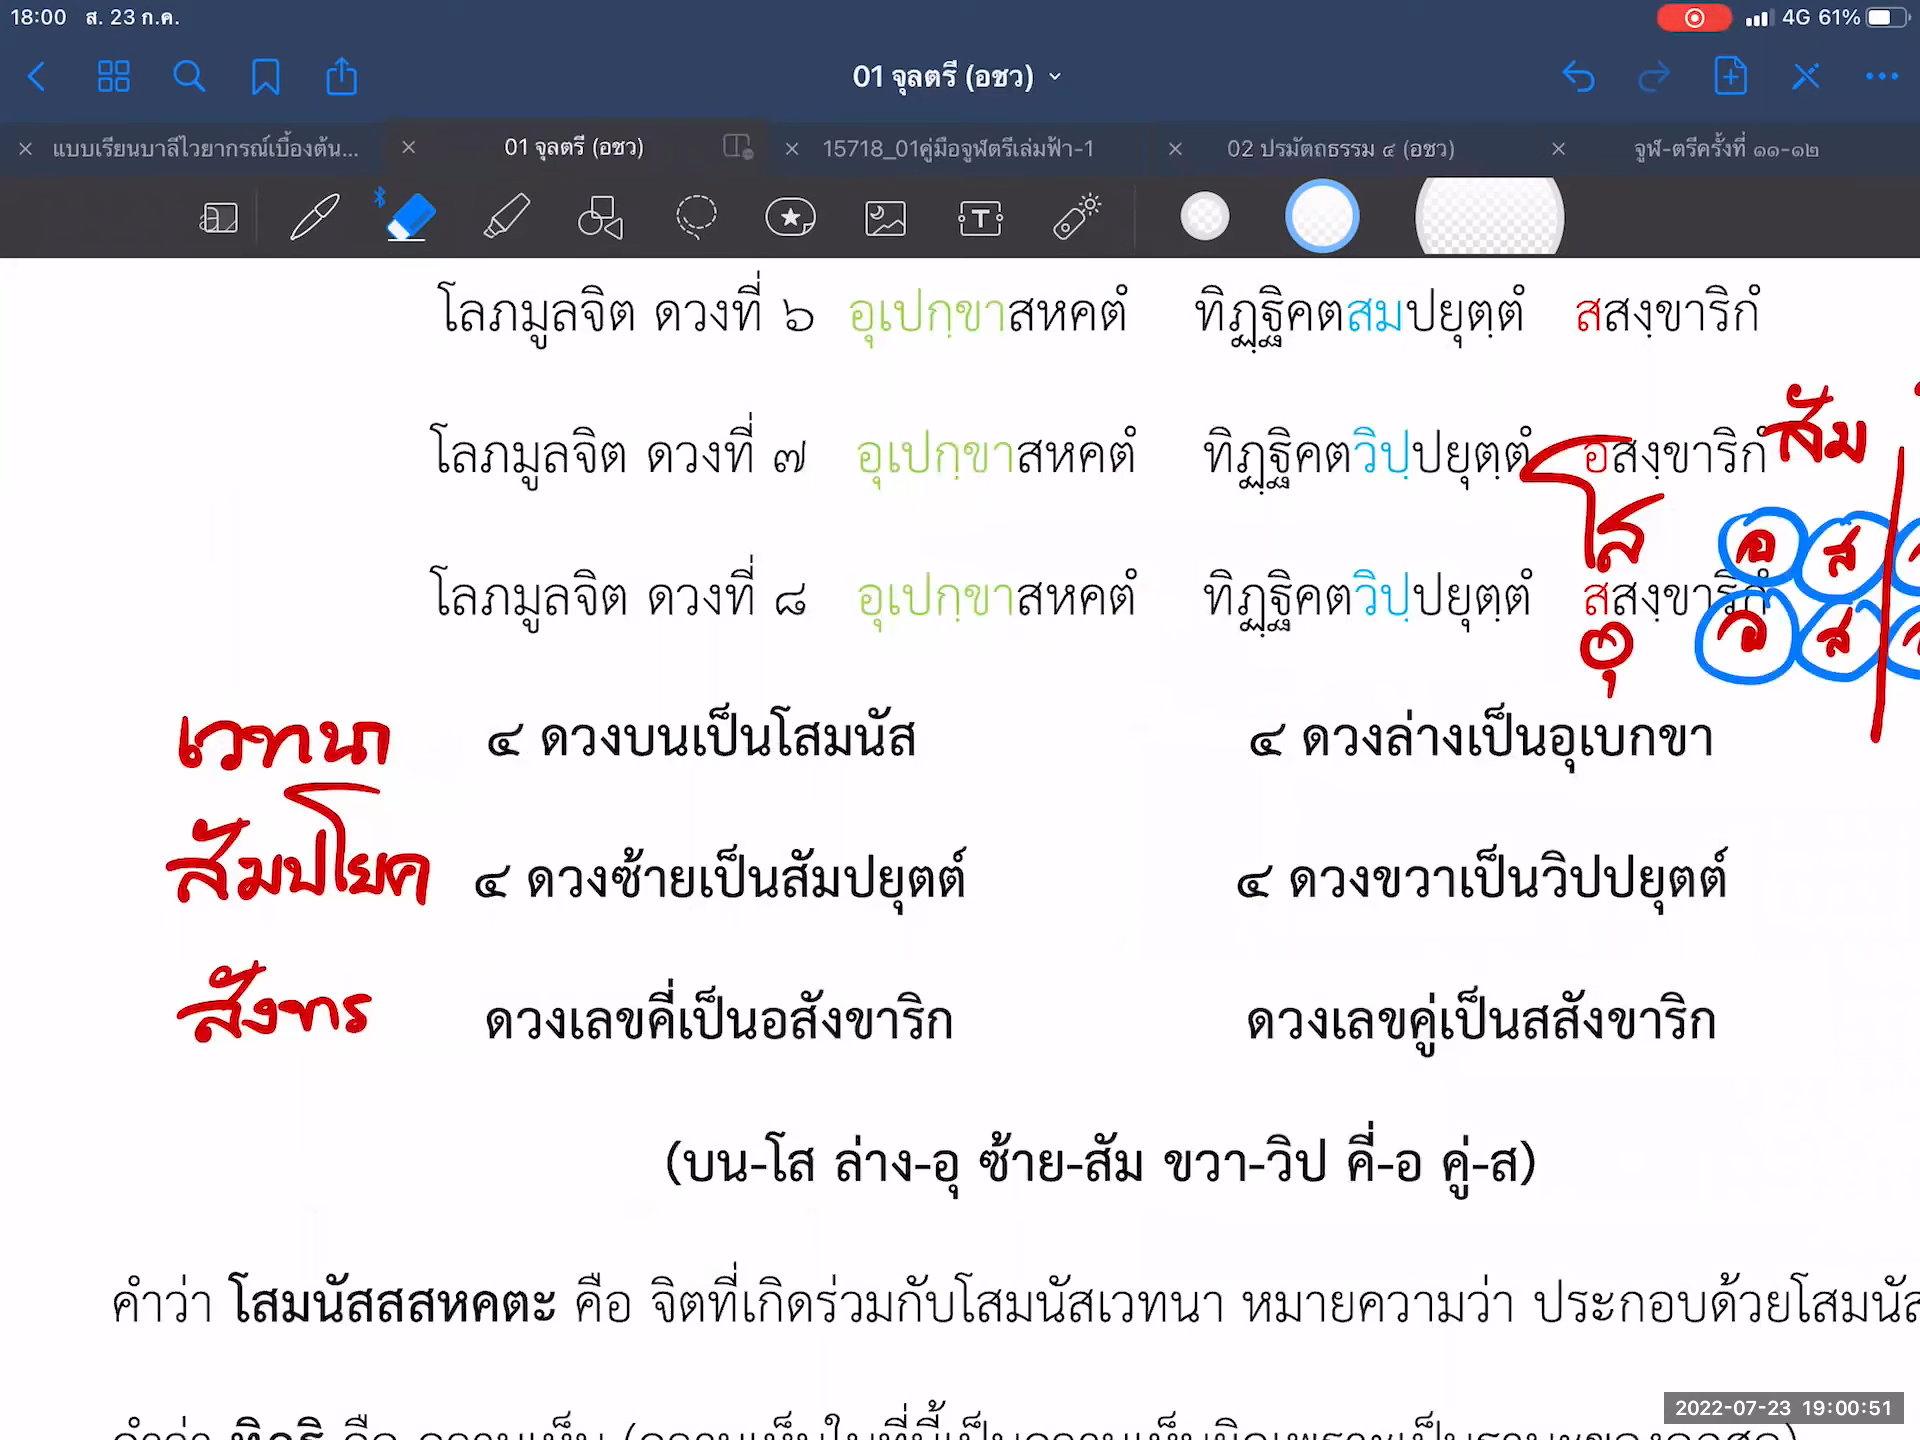 18:00 ส. 23 ก.ค. 4G 61%
01 จุลตรี (อชว)
แบบเรียนบาลีไวยากรณ์เบื้องต้น... 01 จุลตรี (อชว) 15718_01คู่มือจูฬตรีเล่มฟ้า-1 02 ปรมัตถธรรม ๔ (อชว) จูฬ-ตรีครั้งที่ ๑๑-๑๒
โลภมูลจิต ดวงที่ ๖ อุเปกฺขาสหคตํ ทิฏฺฐิคตสมปยุตฺตํ สสงฺขาริกํ
สัม
โลภมูลจิต ดวงที่ ๗ อุเปกฺขาสหคตํ ทิฏฺฐิคตวิปฺปยุตฺตํ อสงฺขาริกํ
โส อ ส
โลภมูลจิต ดวงที่ ๘ อุเปกฺขาสหคตํ ทิฏฺฐิคตวิปฺปยุตฺตํ สสงฺขาริกํ
อุ อ ส
เวทนา ๔ ดวงบนเป็นโสมนัส ๔ ดวงล่างเป็นอุเบกขา
สัมปโยค ๔ ดวงซ้ายเป็นสัมปยุตต์ ๔ ดวงขวาเป็นวิปปยุตต์
สังขาร ดวงเลขคี่เป็นอสังขาริก ดวงเลขคู่เป็นสสังขาริก
(บน-โส ล่าง-อุ ซ้าย-สัม ขวา-วิป คี่-อ คู่-ส)
คำว่า โสมนัสสสหคตะ คือ จิตที่เกิดร่วมกับโสมนัสเวทนา หมายความว่า ประกอบด้วยโสมนัส
2022-07-23 19:00:51